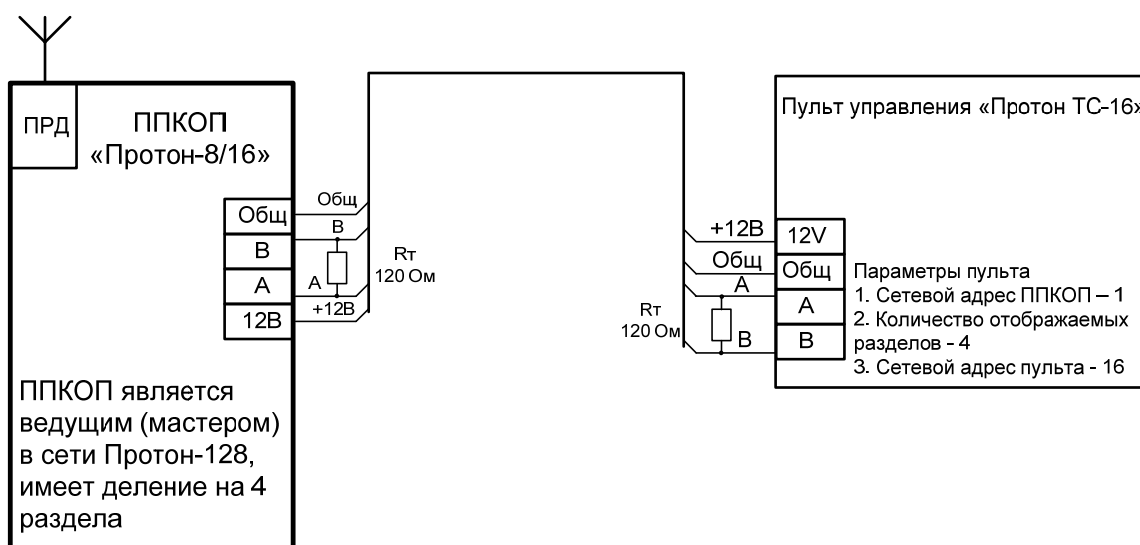 ПРД
ППКОП
«Протон-8/16»
Общ
В
А
12В
Общ
В
А
+12В
Rт
120 Ом
ППКОП является
ведущим (мастером)
в сети Протон-128,
имеет деление на 4
раздела
Пульт управления «Протон ТС-16»
+12В
Общ
А
В
Rт
120 Ом
12V
Общ
А
В
Параметры пульта
1. Сетевой адрес ППКОП – 1
2. Количество отображаемых
разделов - 4
3. Сетевой адрес пульта - 16